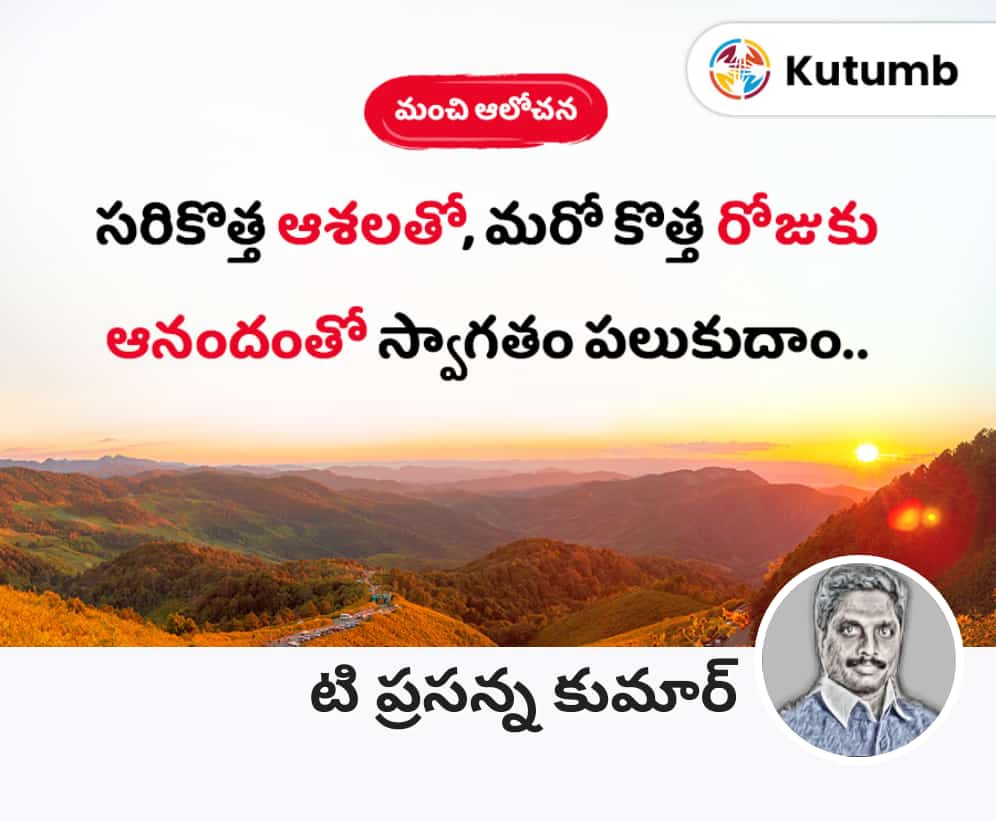 Kutumb
మంచి ఆలోచన
సరికొత్త ఆశలతో, మరో కొత్త రోజుకు
ఆనందంతో స్వాగతం పలుకుదాం..
టి ప్రసన్న కుమార్